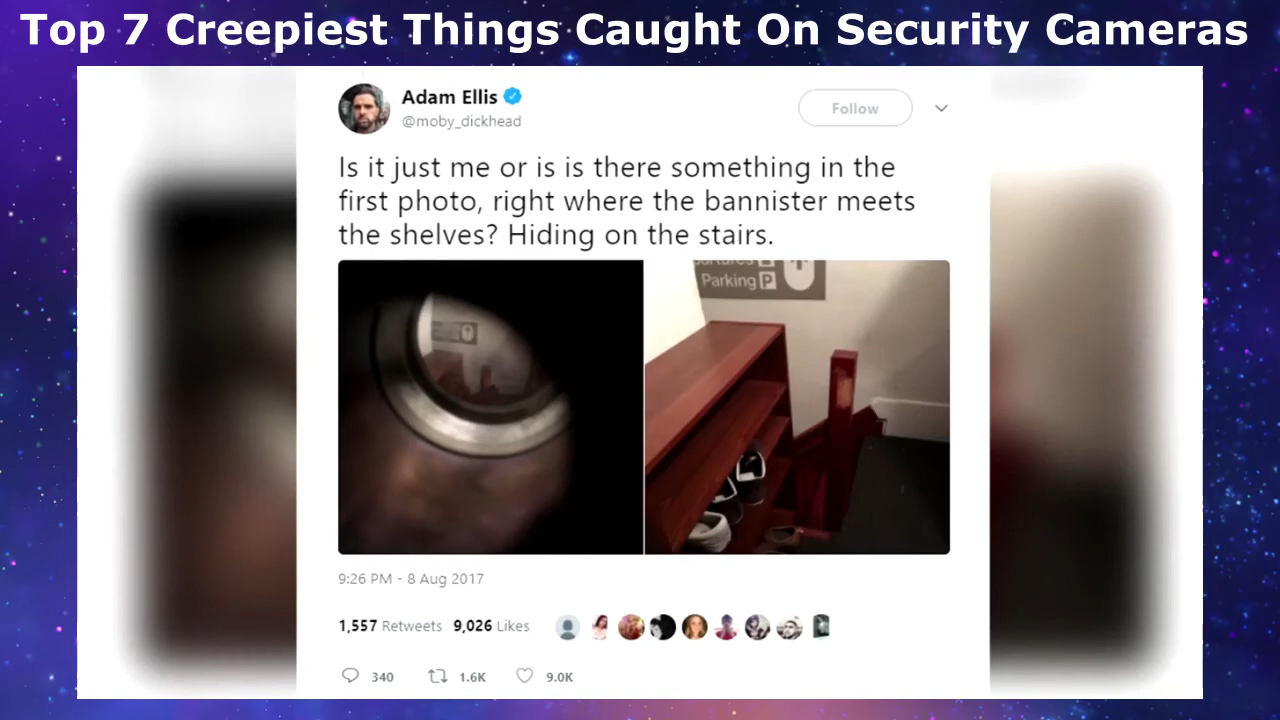 Top 7 Creepiest Things Caught On Security Cameras
Adam Ellis
@moby_dickhead
Follow
Is it just me or is is there something in the
first photo, right where the bannister meets
the shelves? Hiding on the stairs.
Parking P
9:26 PM - 8 Aug 2017
1,557 Retweets 9,026 Likes
340 1.6K 9.0K